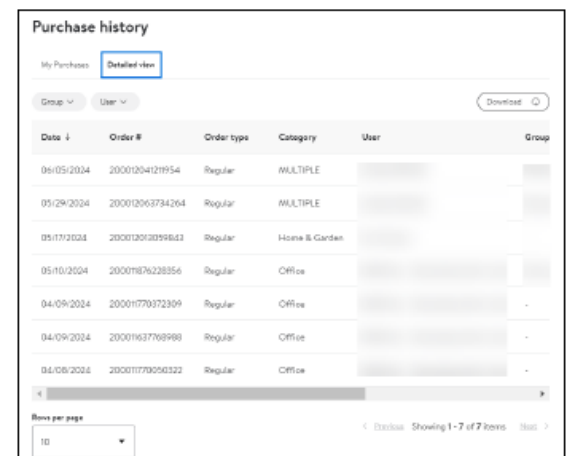 Purchase history
My Purchases Detailed view
Group User Download
Date ↓ Order # Order type Category User Group
06/05/2024 200012041211954 Regular MULTIPLE
05/29/2024 200012063734264 Regular MULTIPLE
05/17/2024 200012013059843 Regular Home & Garden
05/10/2024 200011876228356 Regular Office
04/09/2024 200011770372309 Regular Office -
04/09/2024 200011637768988 Regular Office -
04/08/2024 200011770050322 Regular Office -
Rows per page
10
< Previous Showing 1 - 7 of 7 items Next >